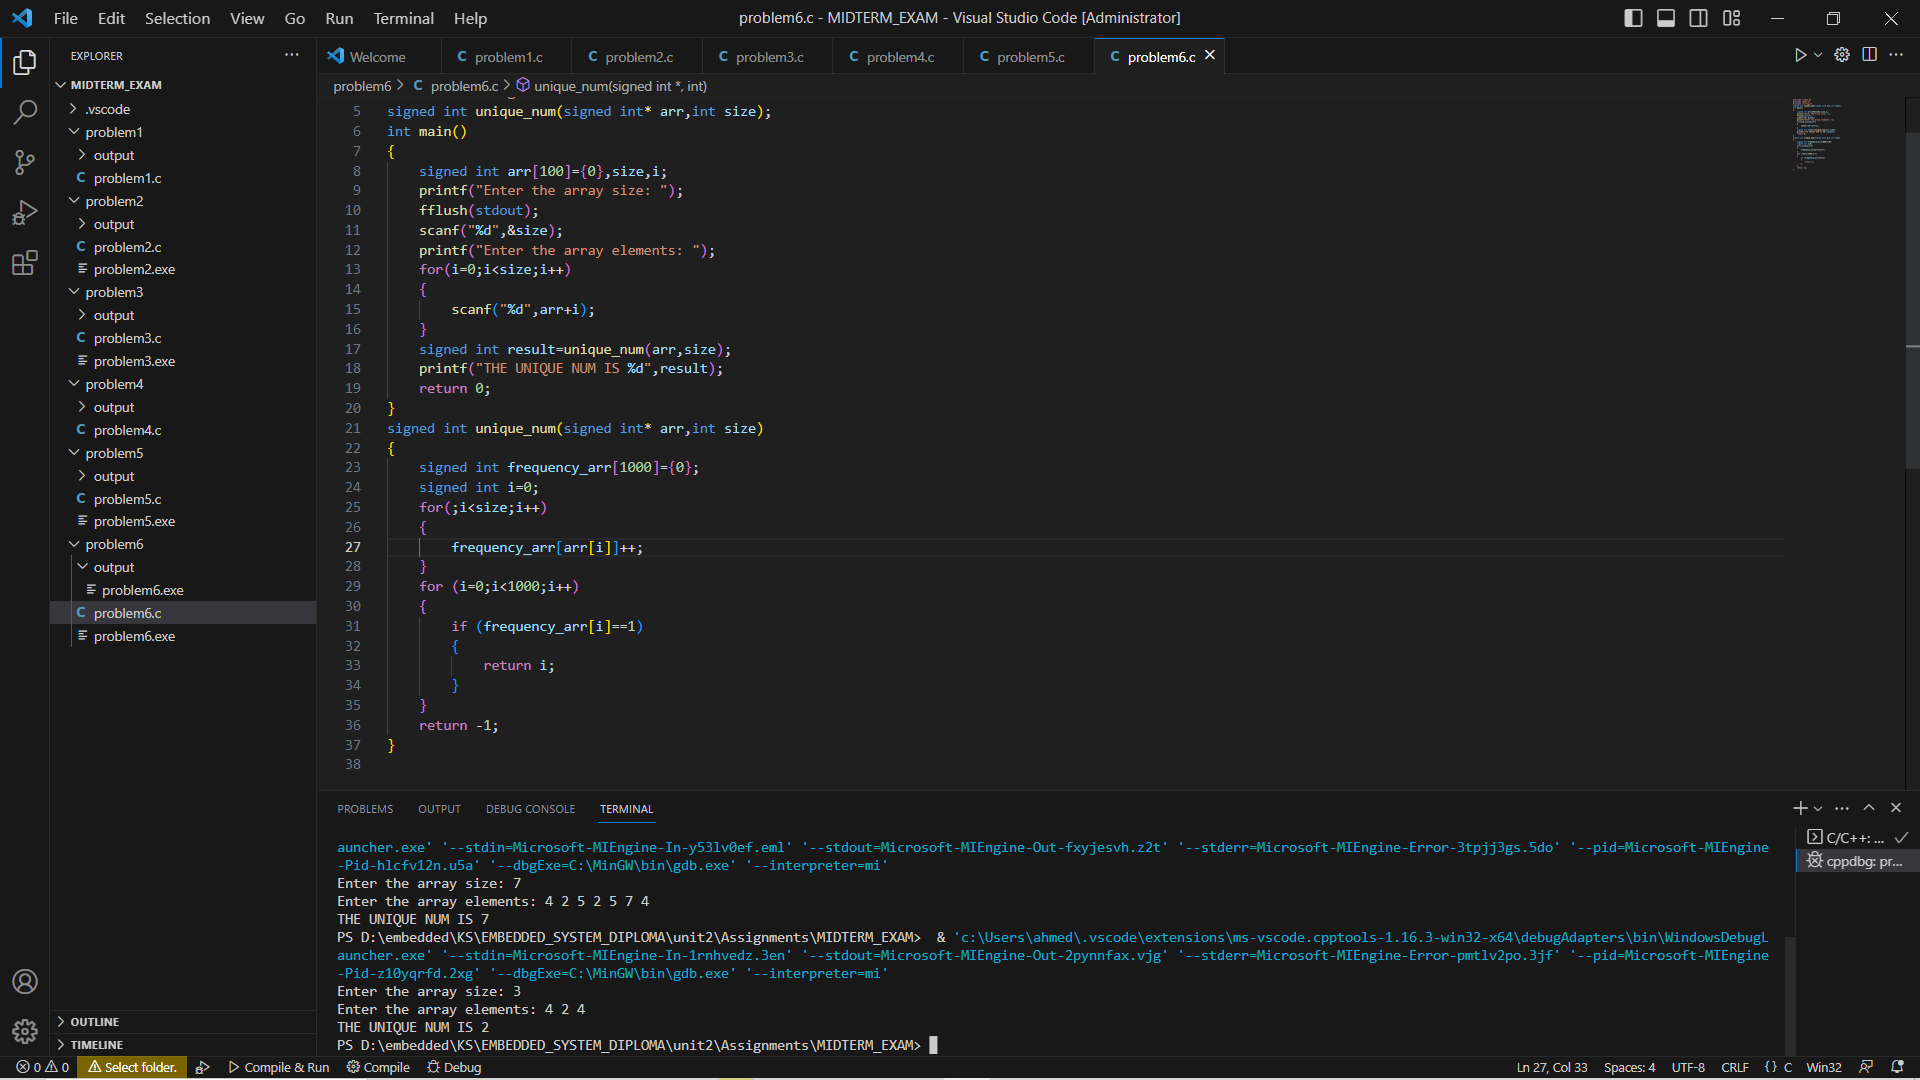 File Edit Selection View Go Run Terminal Help
problem6.c - MIDTERM_EXAM - Visual Studio Code [Administrator]
EXPLORER
MIDTERM_EXAM
.vscode
problem1
output
problem1.c
problem2
output
problem2.c
problem2.exe
problem3
output
problem3.c
problem3.exe
problem4
output
problem4.c
problem5
output
problem5.c
problem5.exe
problem6
output
problem6.exe
problem6.c
problem6.exe
OUTLINE
TIMELINE
Welcome C problem1.c C problem2.c C problem3.c C problem4.c C problem5.c C problem6.c
problem6 > C problem6.c > unique_num(signed int *, int)
5 signed int unique_num(signed int* arr,int size);
6 int main()
7 {
8 signed int arr[100]={0},size,i;
9 printf("Enter the array size: ");
10 fflush(stdout);
11 scanf("%d",&size);
12 printf("Enter the array elements: ");
13 for(i=0;i<size;i++)
14 {
15 scanf("%d",arr+i);
16 }
17 signed int result=unique_num(arr,size);
18 printf("THE UNIQUE NUM IS %d",result);
19 return 0;
20 }
21 signed int unique_num(signed int* arr,int size)
22 {
23 signed int frequency_arr[1000]={0};
24 signed int i=0;
25 for(;i<size;i++)
26 {
27 frequency_arr[arr[i]]++;
28 }
29 for (i=0;i<1000;i++)
30 {
31 if (frequency_arr[i]==1)
32 {
33 return i;
34 }
35 }
36 return -1;
37 }
38
PROBLEMS OUTPUT DEBUG CONSOLE TERMINAL
auncher.exe' '--stdin=Microsoft-MIEngine-In-y53lv0ef.eml' '--stdout=Microsoft-MIEngine-Out-fxyjesvh.z2t' '--stderr=Microsoft-MIEngine-Error-3tpjj3gs.5do' '--pid=Microsoft-MIEngine
-Pid-hlcfv12n.u5a' '--dbgExe=C:\MinGW\bin\gdb.exe' '--interpreter=mi'
Enter the array size: 7
Enter the array elements: 4 2 5 2 5 7 4
THE UNIQUE NUM IS 7
PS D:\embedded\KS\EMBEDDED_SYSTEM_DIPLOMA\unit2\Assignments\MIDTERM_EXAM> & 'c:\Users\ahmed\.vscode\extensions\ms-vscode.cpptools-1.16.3-win32-x64\debugAdapters\bin\WindowsDebugL
auncher.exe' '--stdin=Microsoft-MIEngine-In-1rnhvedz.3en' '--stdout=Microsoft-MIEngine-Out-2pynnfax.vjg' '--stderr=Microsoft-MIEngine-Error-pmtlv2po.3jf' '--pid=Microsoft-MIEngine
-Pid-z10yqrfd.2xg' '--dbgExe=C:\MinGW\bin\gdb.exe' '--interpreter=mi'
Enter the array size: 3
Enter the array elements: 4 2 4
THE UNIQUE NUM IS 2
PS D:\embedded\KS\EMBEDDED_SYSTEM_DIPLOMA\unit2\Assignments\MIDTERM_EXAM>
C/C++: ...
cppdbg: pr...
0 0 Select folder. Compile & Run Compile Debug Ln 27, Col 33 Spaces: 4 UTF-8 CRLF {} C Win32